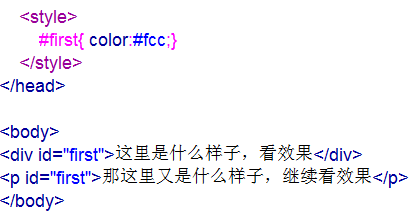 <style>
#first{ color:#fcc;}
</style>
</head>
<body>
<div id="first">这里是什么样子，看效果</div>
<p id="first">那这里又是什么样子，继续看效果</p>
</body>